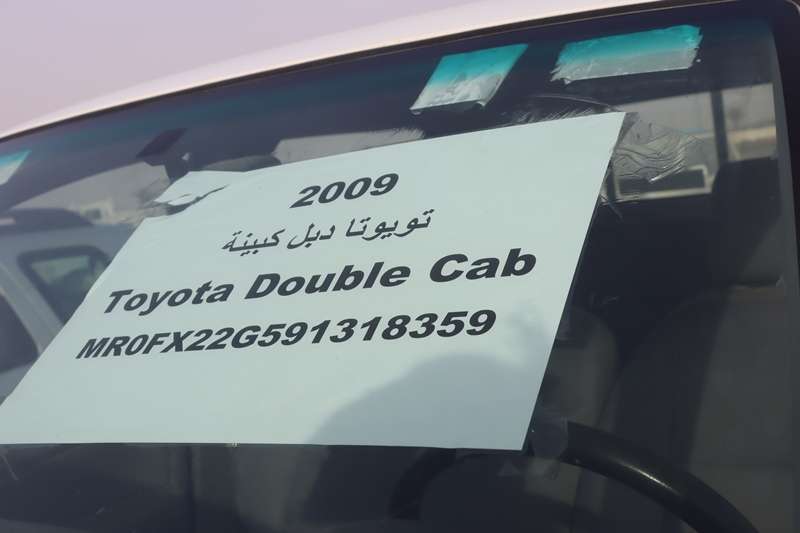 2009
تويوتا دبل كبينة
Toyota Double Cab
MR0FX22G591318359